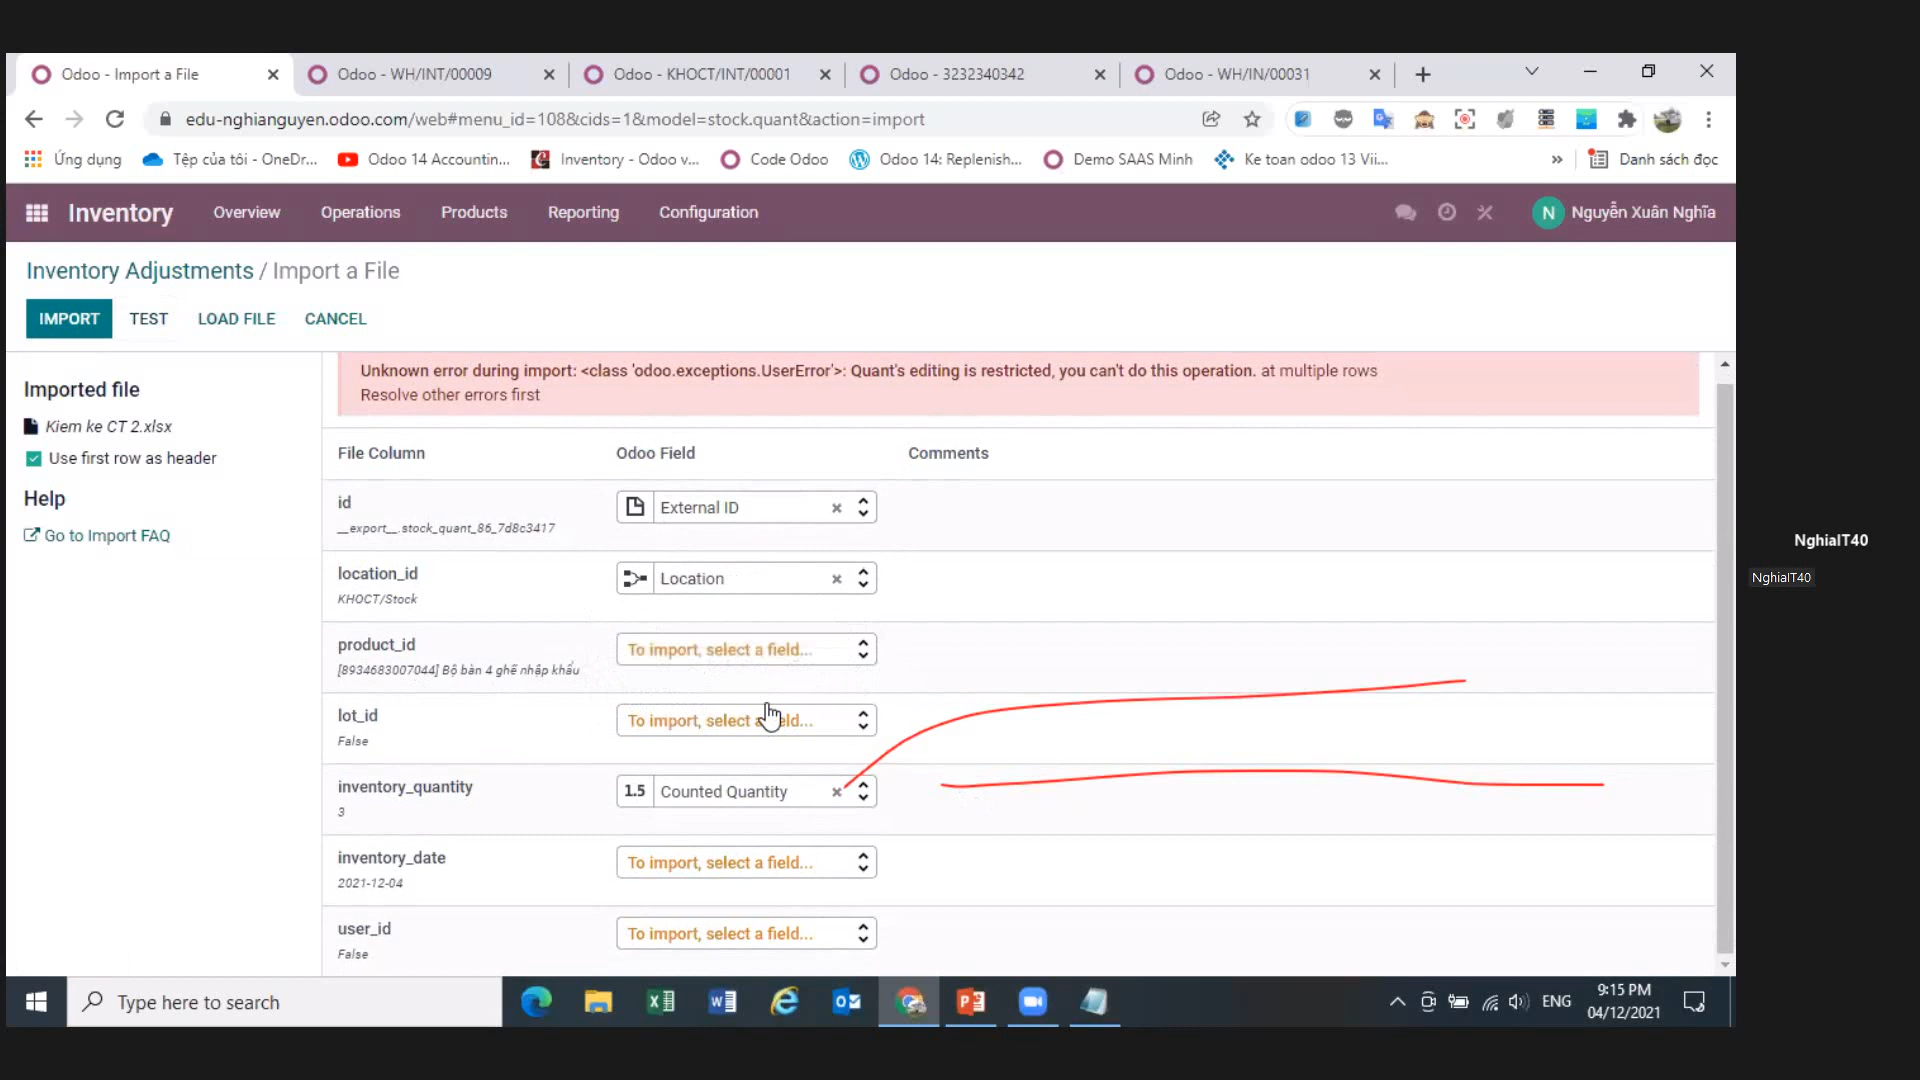 Odoo - Import a File
Odoo - WH/INT/00009
Odoo - KHOCT/INT/00001
Odoo - 3232340342
Odoo - WH/IN/00031
edu-nghianguyen.odoo.com/web#menu_id=108&cids=1&model=stock.quant&action=import
Ứng dụng
Tệp của tôi - OneDr...
Odoo 14 Accountin...
Inventory - Odoo v...
Code Odoo
Odoo 14: Replenish...
Demo SAAS Minh
Ke toan odoo 13 Vii...
»
Danh sách đọc
Inventory
Overview
Operations
Products
Reporting
Configuration
N
Nguyễn Xuân Nghĩa
Inventory Adjustments / Import a File
IMPORT
TEST
LOAD FILE
CANCEL
Imported file
Kiem ke CT 2.xlsx
Use first row as header
Help
Go to Import FAQ
Unknown error during import: <class 'odoo.exceptions.UserError'>: Quant's editing is restricted, you can't do this operation. at multiple rows
Resolve other errors first
File Column
Odoo Field
Comments
id
__export__.stock_quant_86_7d8c3417
External ID
location_id
KHOCT/Stock
Location
product_id
[8934683007044] Bộ bàn 4 ghế nhập khẩu
To import, select a field...
lot_id
False
To import, select a field...
inventory_quantity
3
1.5 Counted Quantity
inventory_date
2021-12-04
To import, select a field...
user_id
False
To import, select a field...
NghiaIT40
NghiaIT40
Type here to search
ENG
9:15 PM
04/12/2021